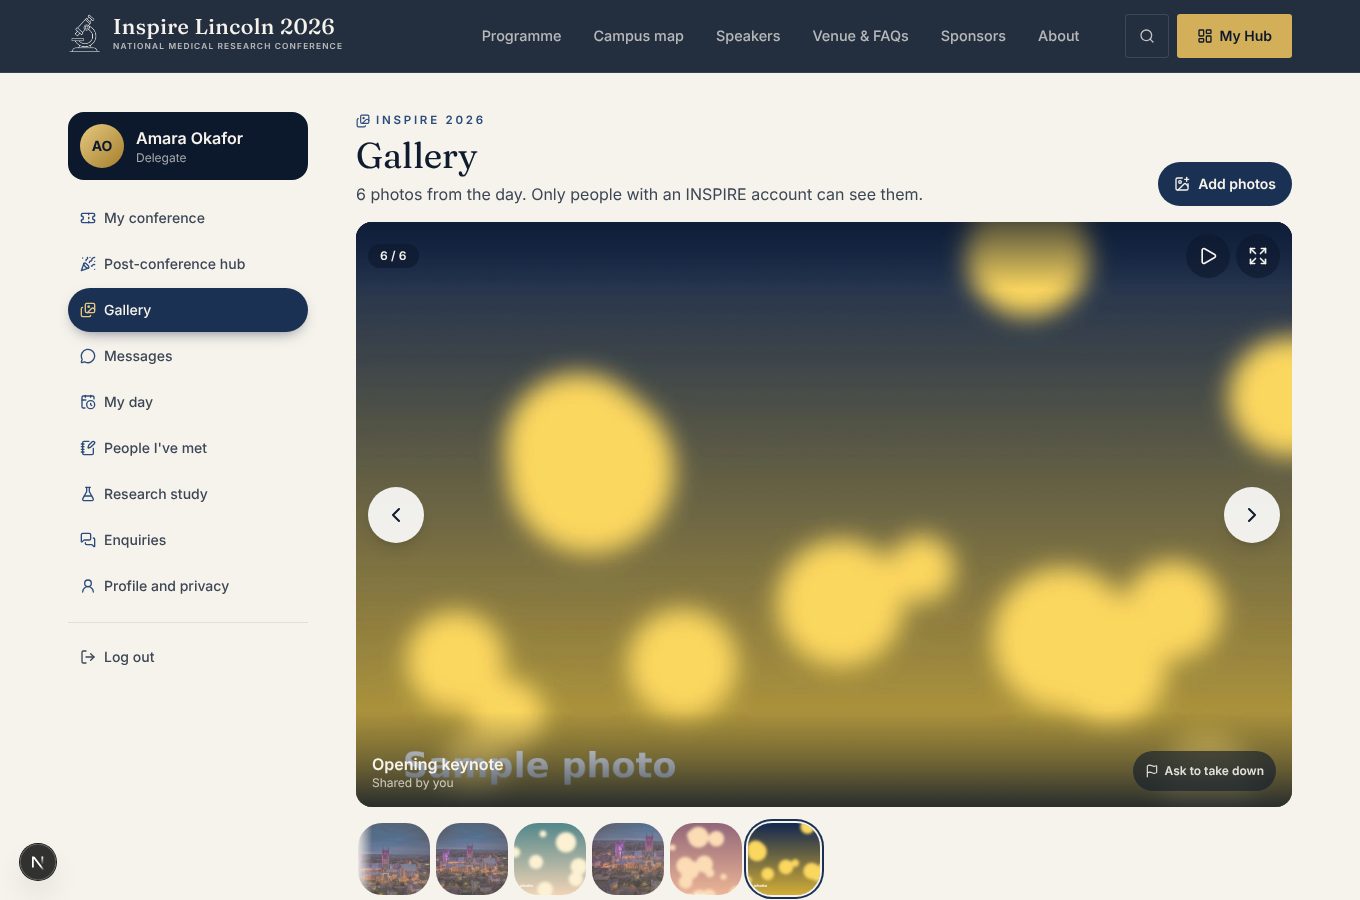 Inspire Lincoln 2026
NATIONAL MEDICAL RESEARCH CONFERENCE
Programme
Campus map
Speakers
Venue & FAQs
Sponsors
About
My Hub
AO
Amara Okafor
Delegate
My conference
Post-conference hub
Gallery
Messages
My day
People I've met
Research study
Enquiries
Profile and privacy
Log out
INSPIRE 2026
Gallery
6 photos from the day. Only people with an INSPIRE account can see them.
Add photos
6 / 6
Sample photo
Opening keynote
Shared by you
Ask to take down
N